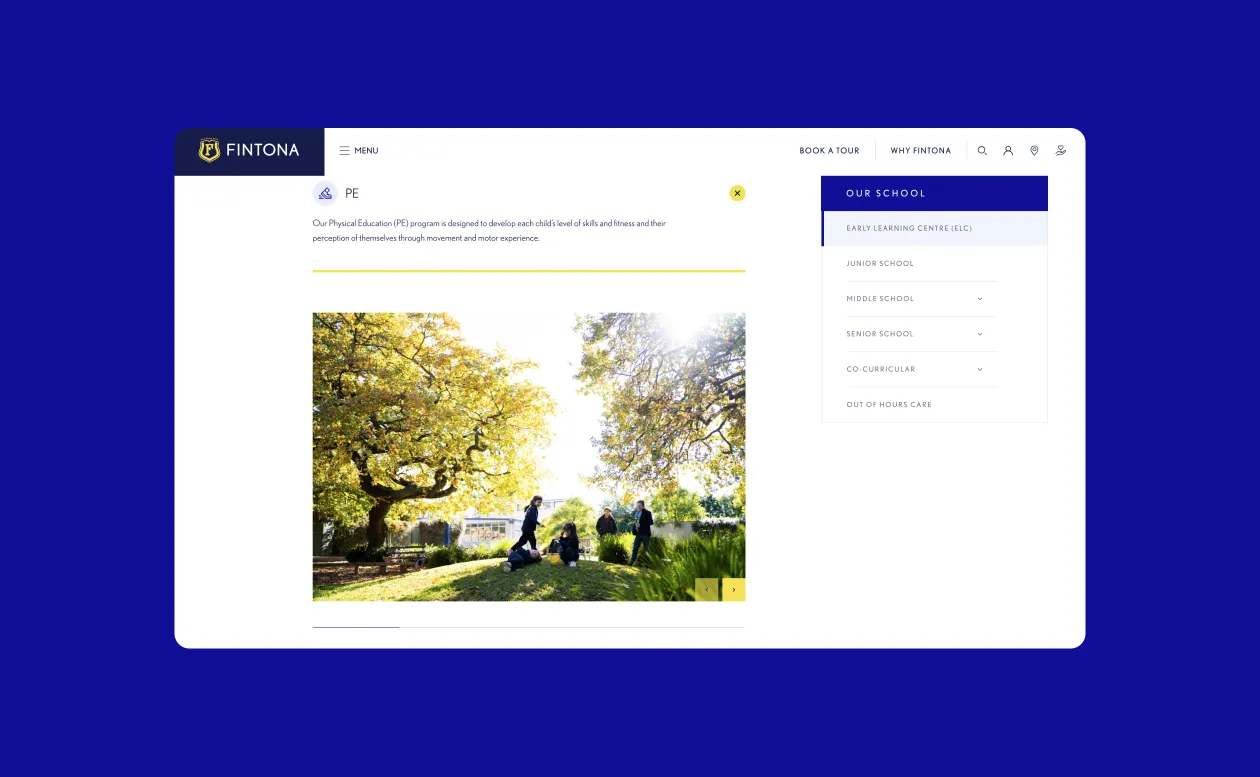 FINTONA
MENU
BOOK A TOUR
WHY FINTONA
PE
Our Physical Education (PE) program is designed to develop each child's level of skills and fitness and their
perception of themselves through movement and motor experience.
OUR SCHOOL
EARLY LEARNING CENTRE (ELC)
JUNIOR SCHOOL
MIDDLE SCHOOL
SENIOR SCHOOL
CO-CURRICULAR
OUT OF HOURS CARE